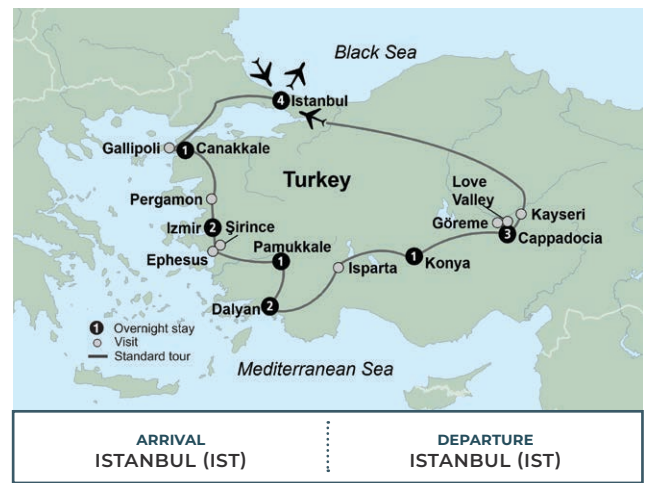 Black Sea
4 Istanbul
Gallipoli
1 Canakkale
Turkey
Love
Valley
Pergamon
Göreme
Kayseri
Izmir 2 Şirince
3
Cappadocia
Ephesus
Pamukkale
1
1
Konya
Isparta
Dalyan 2
1 Overnight stay
Visit
Standard tour
Mediterranean Sea
ARRIVAL
ISTANBUL (IST)
DEPARTURE
ISTANBUL (IST)